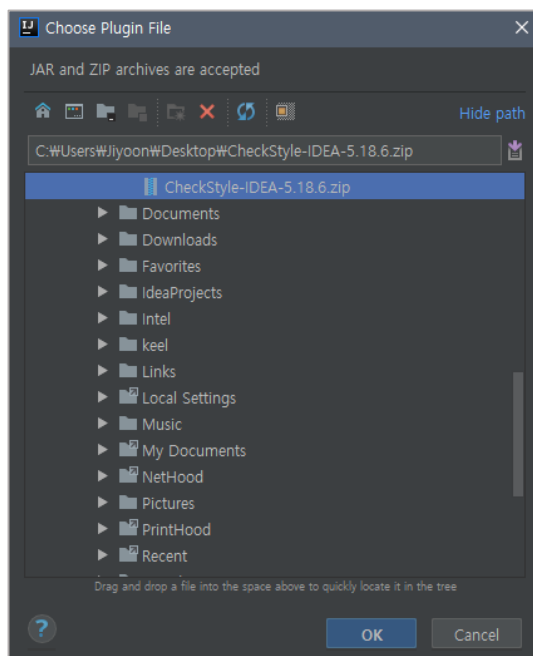 IJ Choose Plugin File
JAR and ZIP archives are accepted
Hide path
C:₩Users₩Jiyoon₩Desktop₩CheckStyle-IDEA-5.18.6.zip
CheckStyle-IDEA-5.18.6.zip
Documents
Downloads
Favorites
IdeaProjects
Intel
keel
Links
Local Settings
Music
My Documents
NetHood
Pictures
PrintHood
Recent
Drag and drop a file into the space above to quickly locate it in the tree
?
OK
Cancel